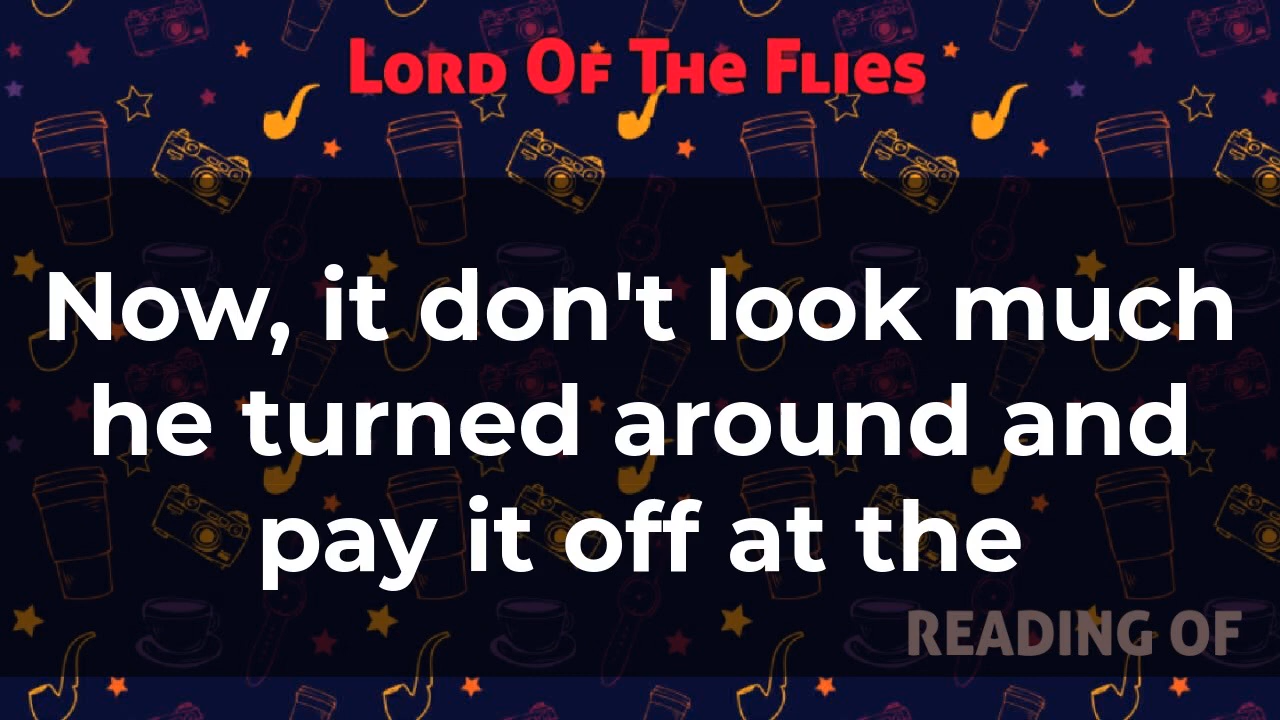 Lord Of The Flies
Now, it don't look much
he turned around and
pay it off at the
READING OF